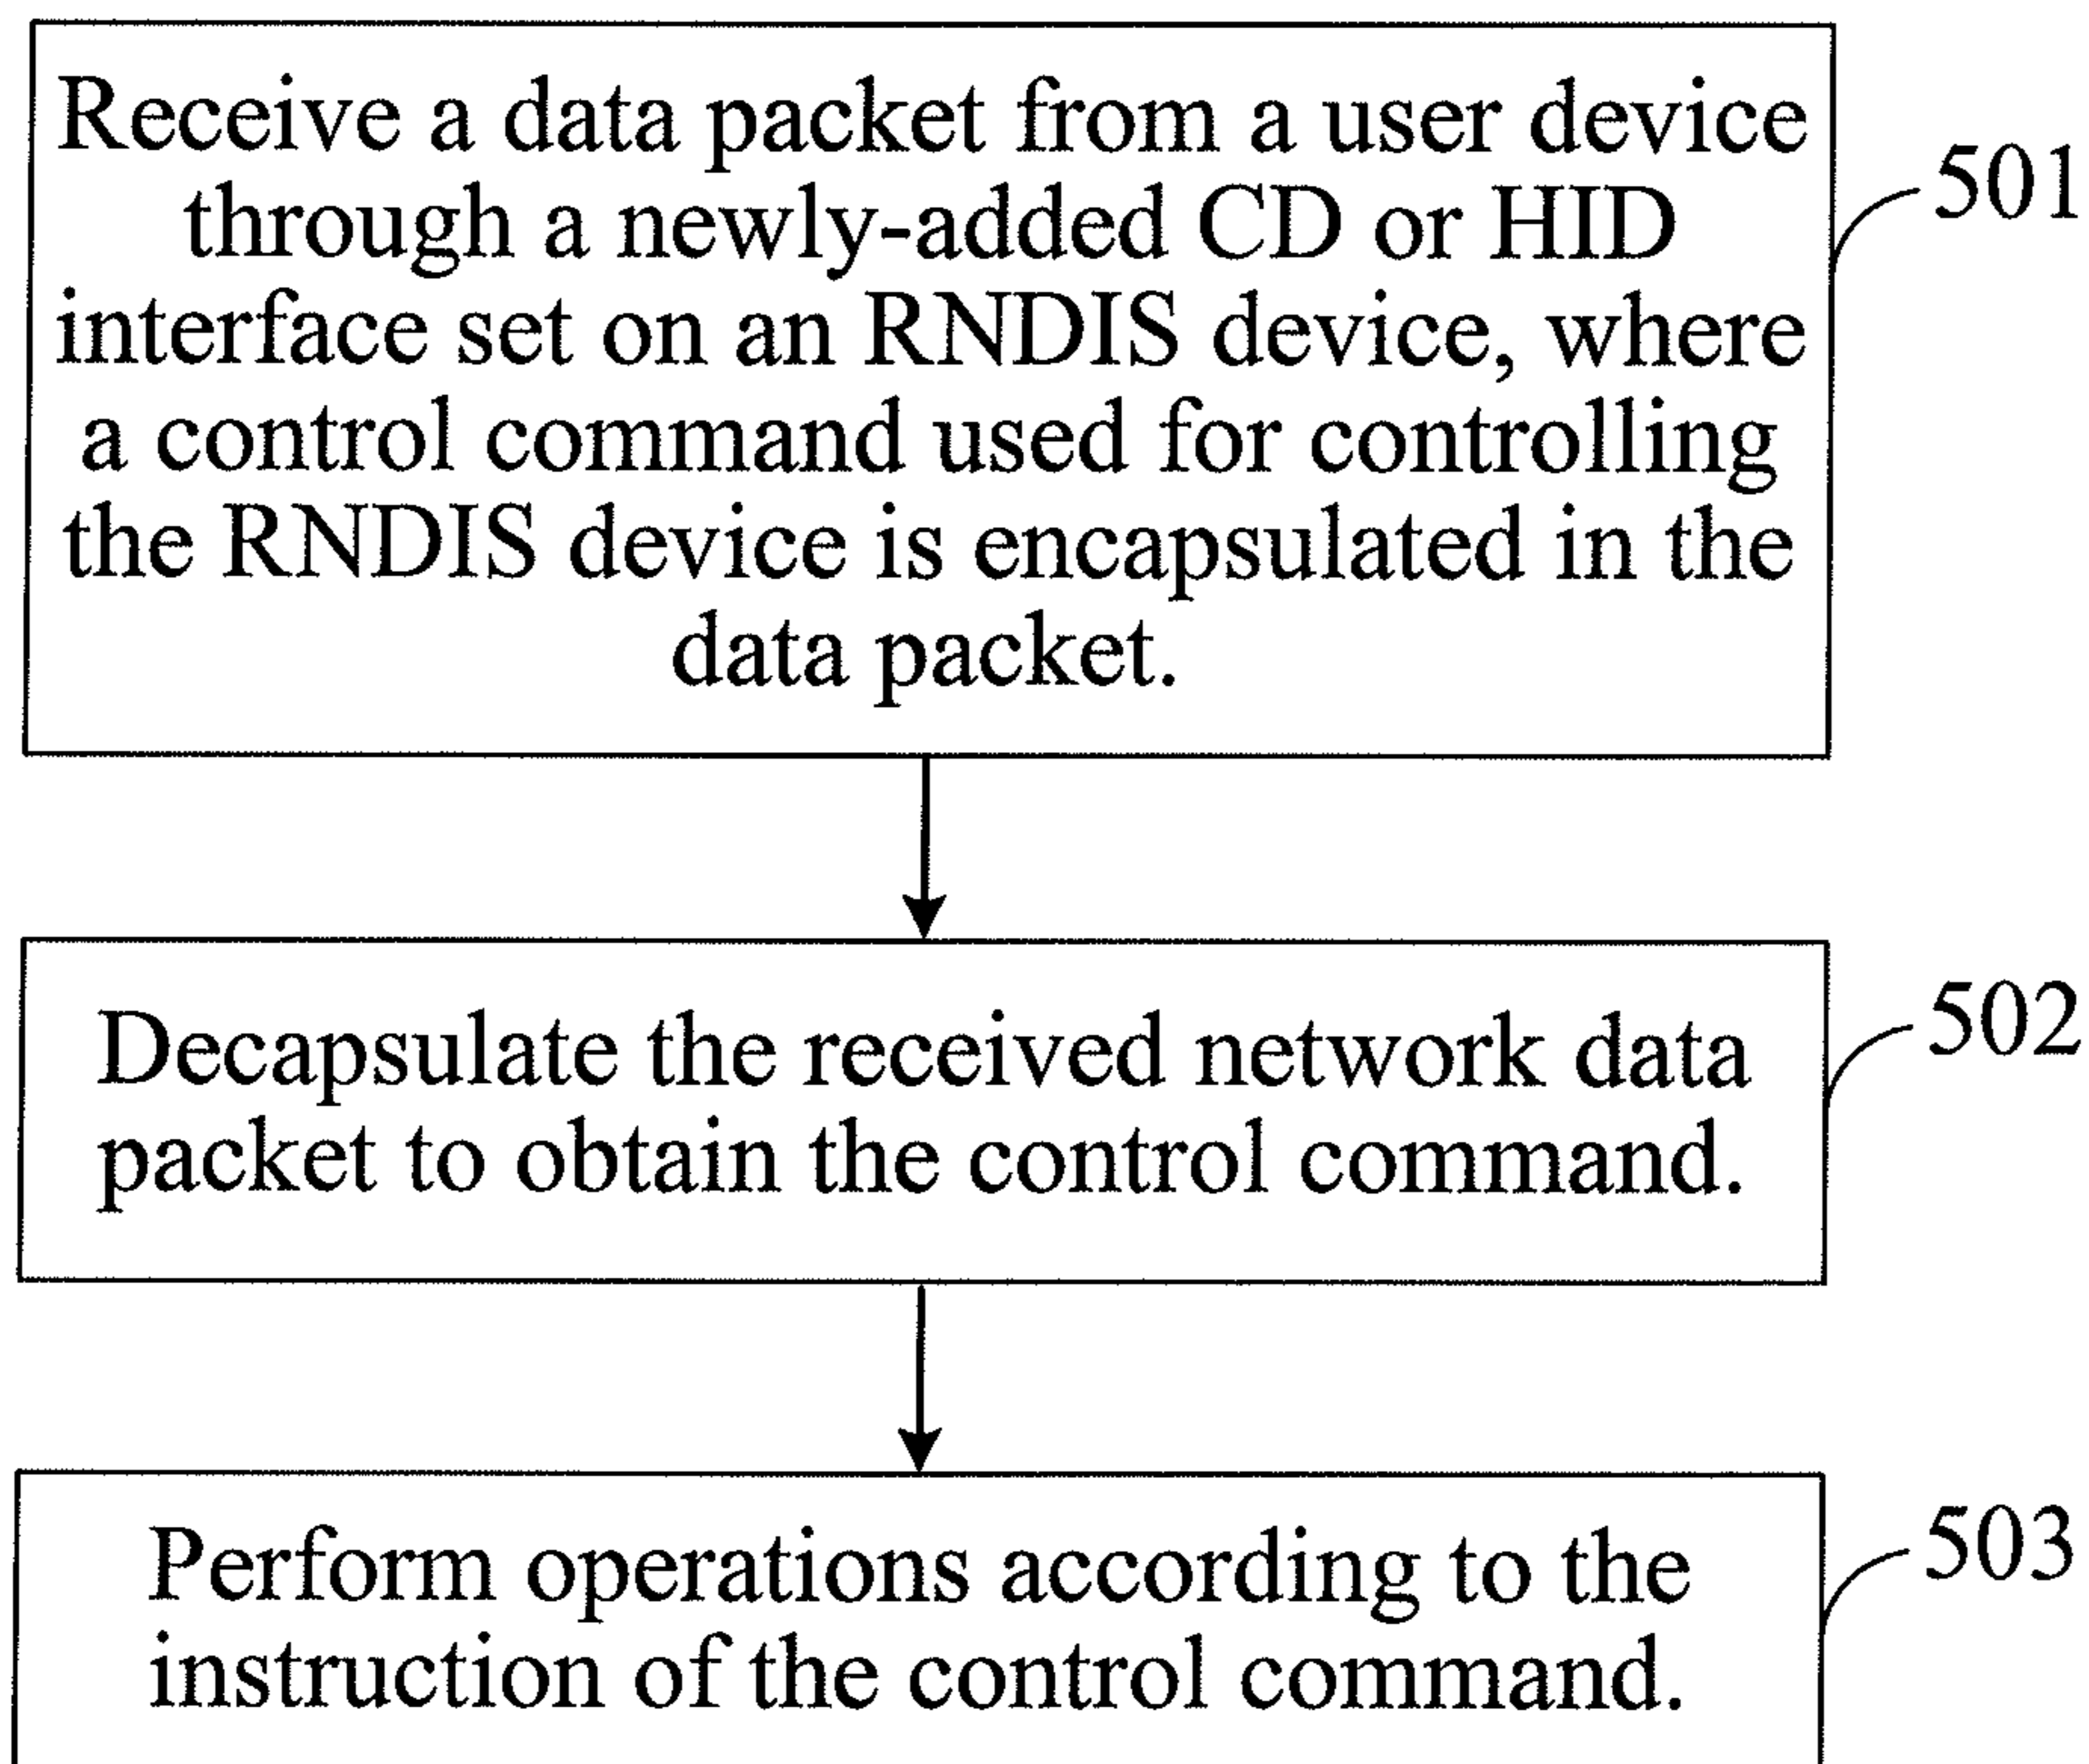 Receive a data packet from a user device
through a newly-added CD or HID
interface set on an RNDIS device, where
a control command used for controlling
the RNDIS device is encapsulated in the
data packet.
501
Decapsulate the received network data
packet to obtain the control command.
502
Perform operations according to the
instruction of the control command.
503